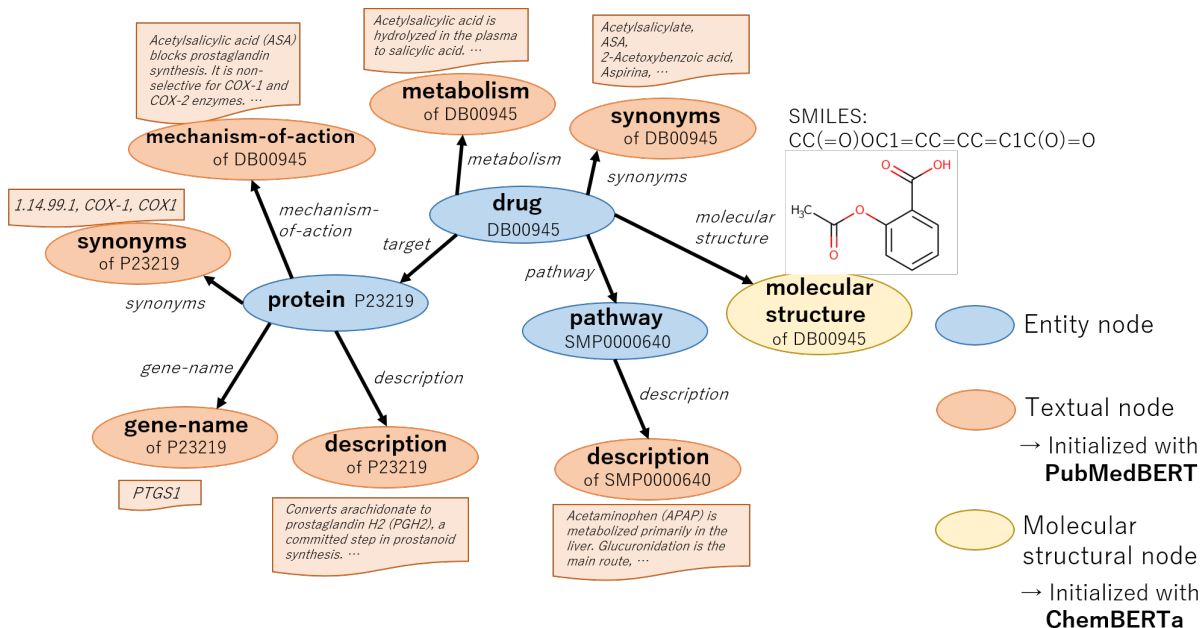 Acetylsalicylic acid (ASA)
blocks prostaglandin
synthesis. It is non-
selective for COX-1 and
COX-2 enzymes. …
mechanism-of-action
of DB00945
Acetylsalicylic acid is
hydrolyzed in the plasma
to salicylic acid. …
metabolism
of DB00945
Acetylsalicylate,
ASA,
2-Acetoxybenzoic acid,
Aspirina, …
synonyms
of DB00945
SMILES:
CC(=O)OC1=CC=CC=C1C(O)=O
O
OH
H₃C
O
O
metabolism
synonyms
drug
DB00945
molecular
structure
mechanism-
of-action
target
pathway
1.14.99.1, COX-1, COX1
synonyms
of P23219
synonyms
protein P23219
pathway
SMP0000640
molecular
structure
of DB00945
gene-name
description
description
gene-name
of P23219
PTGS1
description
of P23219
Converts arachidonate to
prostaglandin H2 (PGH2), a
committed step in prostanoid
synthesis. …
description
of SMP0000640
Acetaminophen (APAP) is
metabolized primarily in the
liver. Glucuronidation is the
main route, …
Entity node
Textual node
→ Initialized with
PubMedBERT
Molecular
structural node
→ Initialized with
ChemBERTa